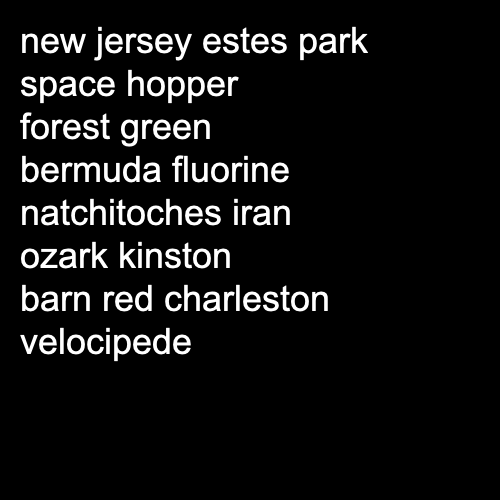 new jersey estes park
space hopper
forest green
bermuda fluorine
natchitoches iran
ozark kinston
barn red charleston
velocipede